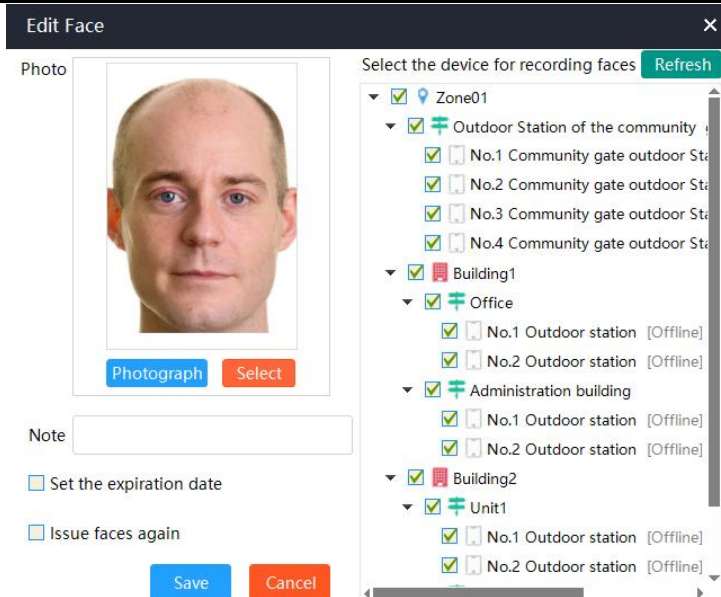 Edit Face
Photo
Photograph
Select
Note
Set the expiration date
Issue faces again
Save
Cancel
Select the device for recording faces
Refresh
Zone01
Outdoor Station of the community
No.1 Community gate outdoor Sta
No.2 Community gate outdoor Sta
No.3 Community gate outdoor Sta
No.4 Community gate outdoor Sta
Building1
Office
No.1 Outdoor station [Offline]
No.2 Outdoor station [Offline]
Administration building
No.1 Outdoor station [Offline]
No.2 Outdoor station [Offline]
Building2
Unit1
No.1 Outdoor station [Offline]
No.2 Outdoor station [Offline]